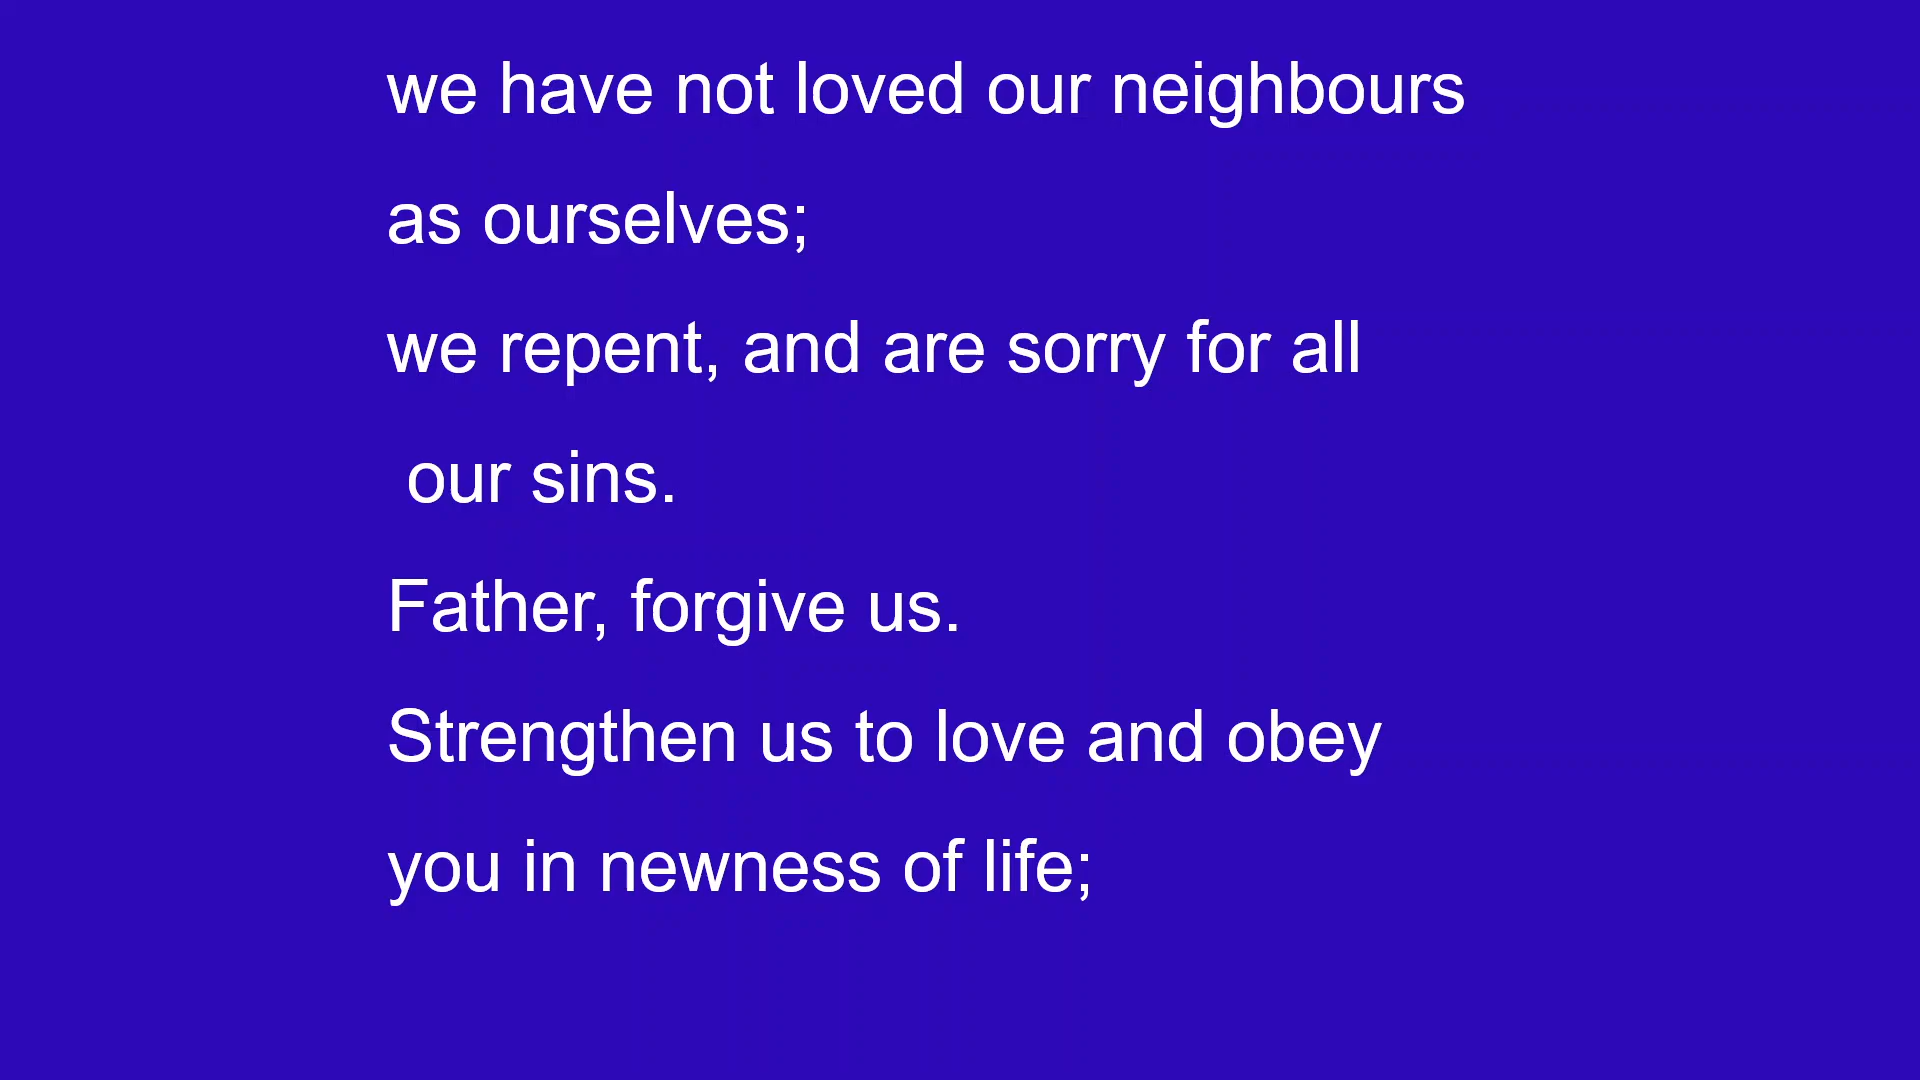 we have not loved our neighbours
as ourselves;
we repent, and are sorry for all
our sins.
Father, forgive us.
Strengthen us to love and obey
you in newness of life;